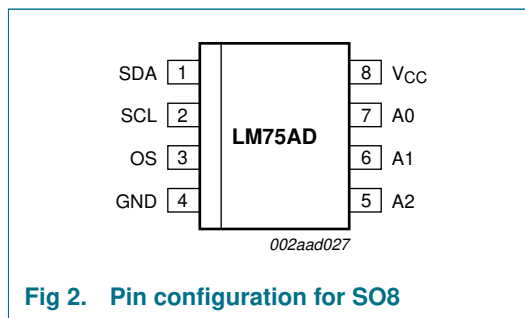 SDA 1 8 VCC
SCL 2 LM75AD 7 A0
OS 3 6 A1
GND 4 5 A2
002aad027
Fig 2. Pin configuration for SO8